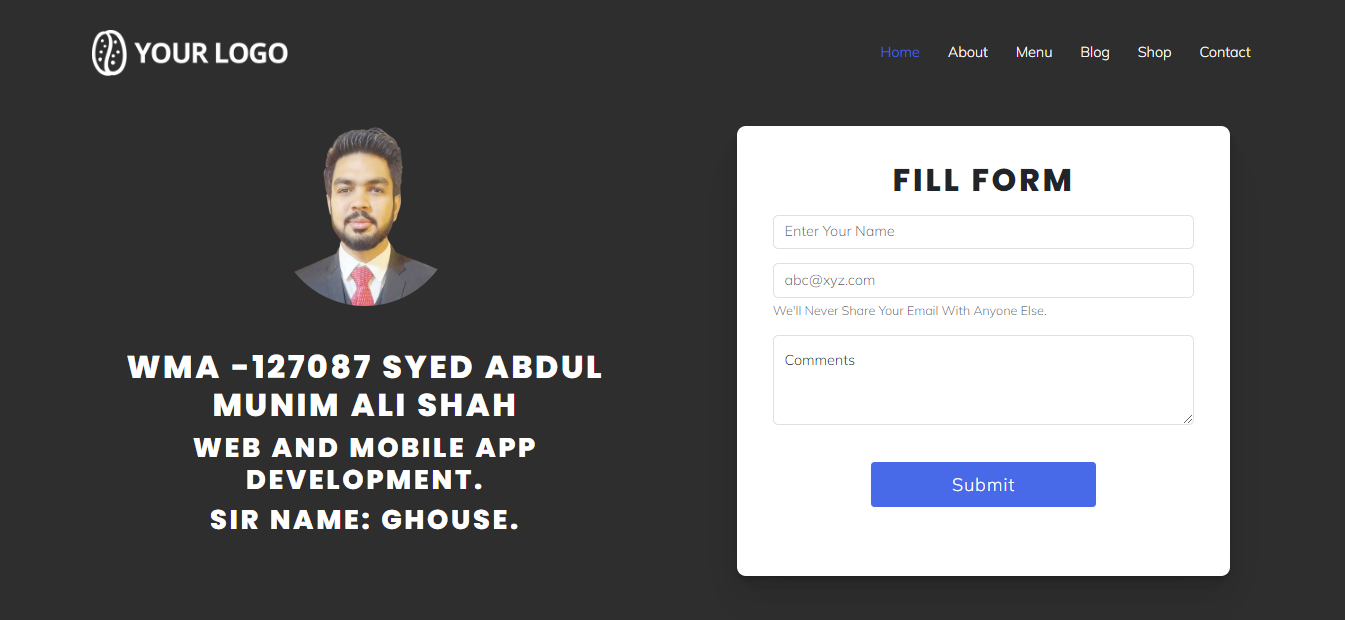 YOUR LOGO
Home About Menu Blog Shop Contact
WMA -127087 SYED ABDUL
MUNIM ALI SHAH
WEB AND MOBILE APP
DEVELOPMENT.
SIR NAME: GHOUSE.
FILL FORM
Enter Your Name
abc@xyz.com
We'll Never Share Your Email With Anyone Else.
Comments
Submit